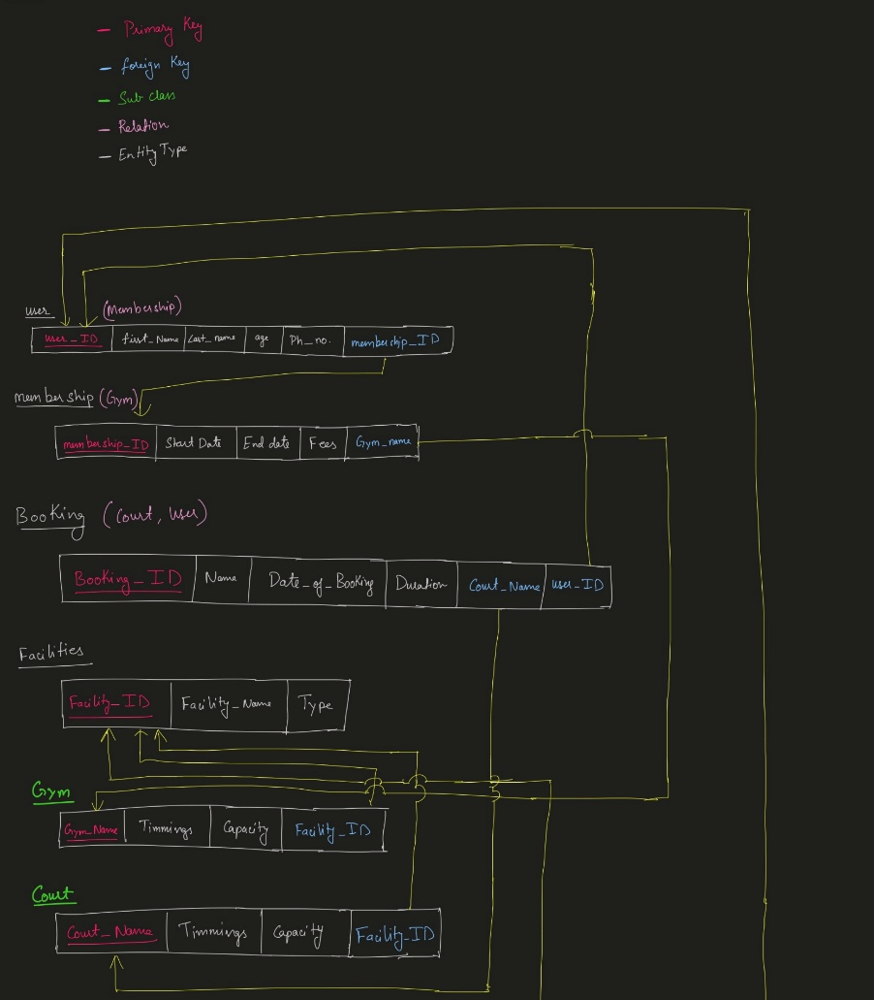 — Primary Key
— foreign Key
— Sub class
— Relation
— Entity Type
user (Membership)
user_ID first_Name Last_name age Ph_no. membership_ID
membership (Gym)
membership_ID Start Date End date Fees Gym_name
Booking (Court, User)
Booking_ID Name Date_of_Booking Duration Court_Name user_ID
Facilities
Facility_ID Facility_Name Type
Gym
Gym_Name Timmings Capacity Facility_ID
Court
Court_Name Timmings Capacity Facility_ID